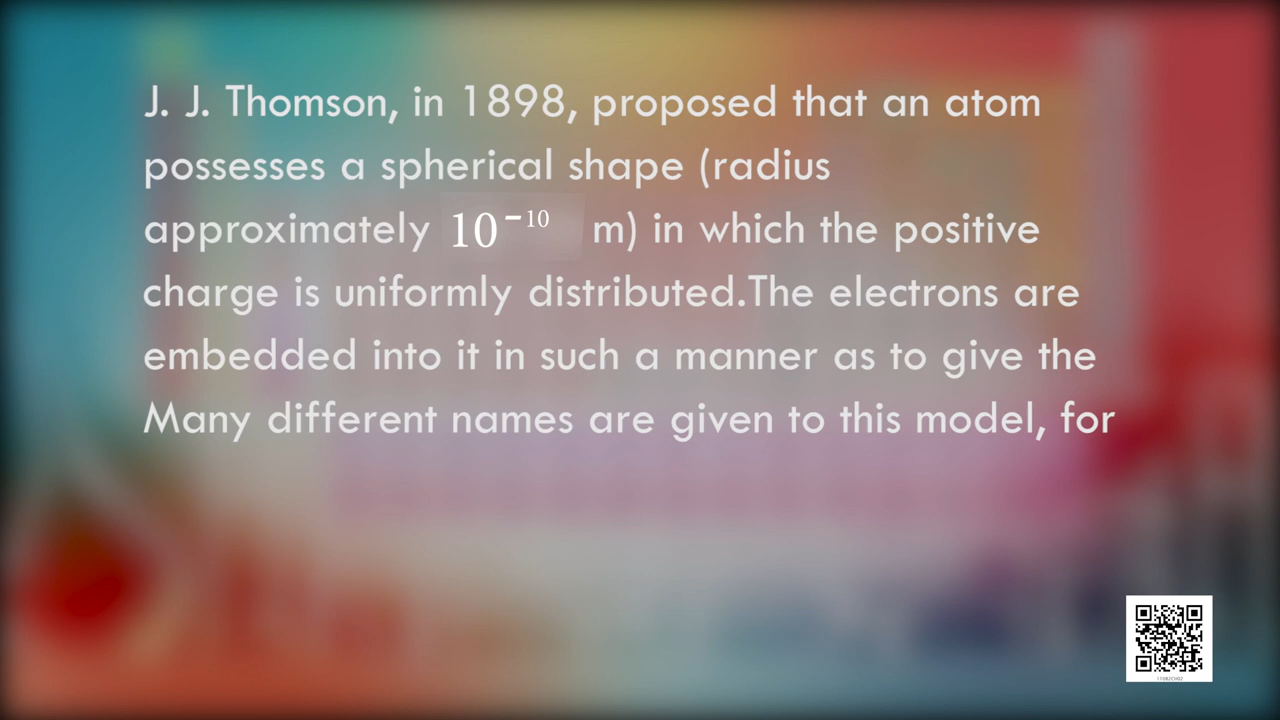 J. J. Thomson, in 1898, proposed that an atom
possesses a spherical shape (radius
approximately 10⁻¹⁰ m) in which the positive
charge is uniformly distributed.The electrons are
embedded into it in such a manner as to give the
Many different names are given to this model, for